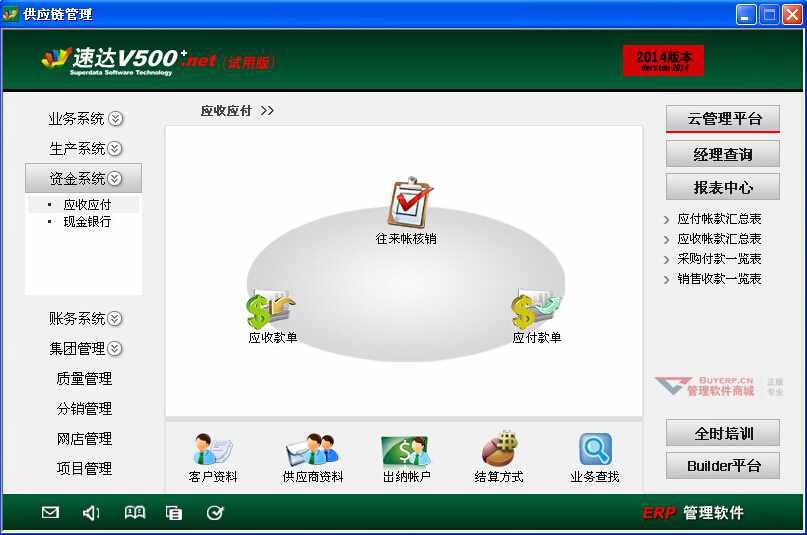 供应链管理
速达V500+.net (试用版)
Superdata Software Technology
2014版本
Version 2014
业务系统
生产系统
资金系统
应收应付
现金银行
账务系统
集团管理
质量管理
分销管理
网店管理
项目管理
应收应付 >>
往来帐核销
应收款单
应付款单
客户资料
供应商资料
出纳帐户
结算方式
业务查找
云管理平台
经理查询
报表中心
应付帐款汇总表
应收帐款汇总表
采购付款一览表
销售收款一览表
BUYERP.CN
管理软件商城
正版
专业
全时培训
Builder平台
ERP 管理软件